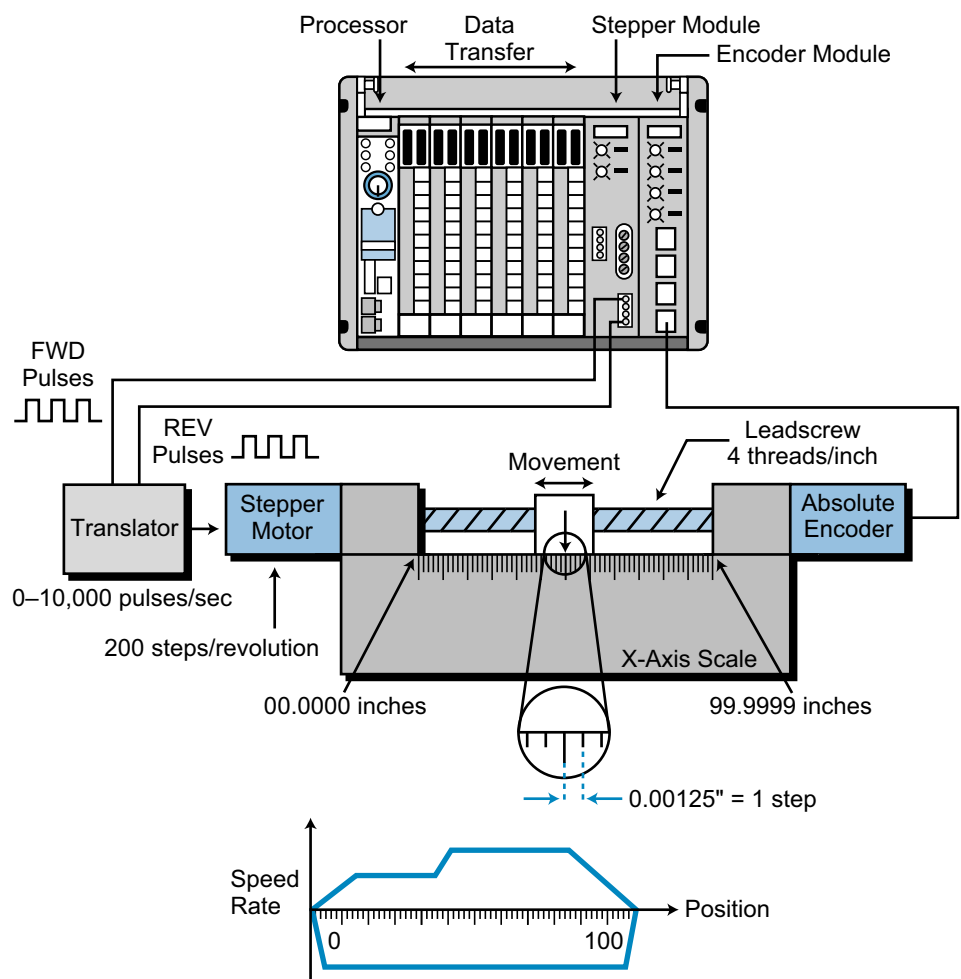 Processor
Data
Transfer
Stepper Module
Encoder Module
FWD
Pulses
REV
Pulses
Movement
Leadscrew
4 threads/inch
Translator
Stepper
Motor
Absolute
Encoder
0–10,000 pulses/sec
200 steps/revolution
X-Axis Scale
00.0000 inches
99.9999 inches
0.00125" = 1 step
Speed
Rate
Position
0
100